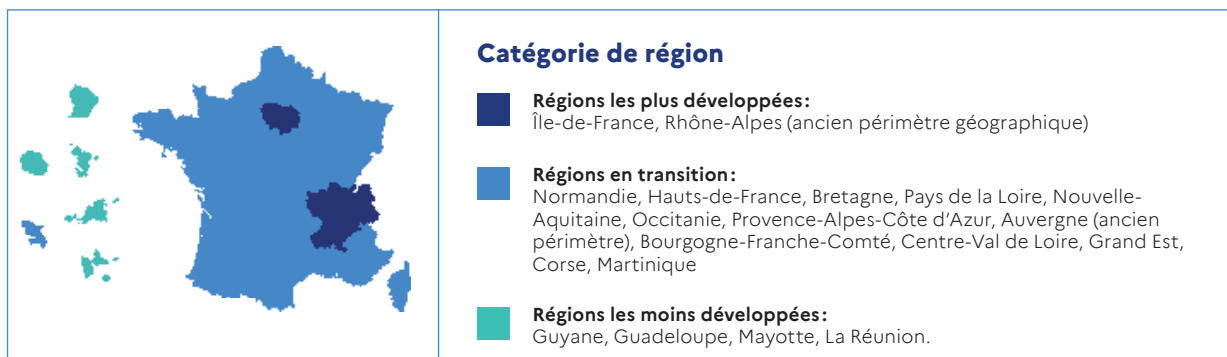 Catégorie de région
Régions les plus développées:
Île-de-France, Rhône-Alpes (ancien périmètre géographique)
Régions en transition:
Normandie, Hauts-de-France, Bretagne, Pays de la Loire, Nouvelle-
Aquitaine, Occitanie, Provence-Alpes-Côte d’Azur, Auvergne (ancien
périmètre), Bourgogne-Franche-Comté, Centre-Val de Loire, Grand Est,
Corse, Martinique
Régions les moins développées:
Guyane, Guadeloupe, Mayotte, La Réunion.